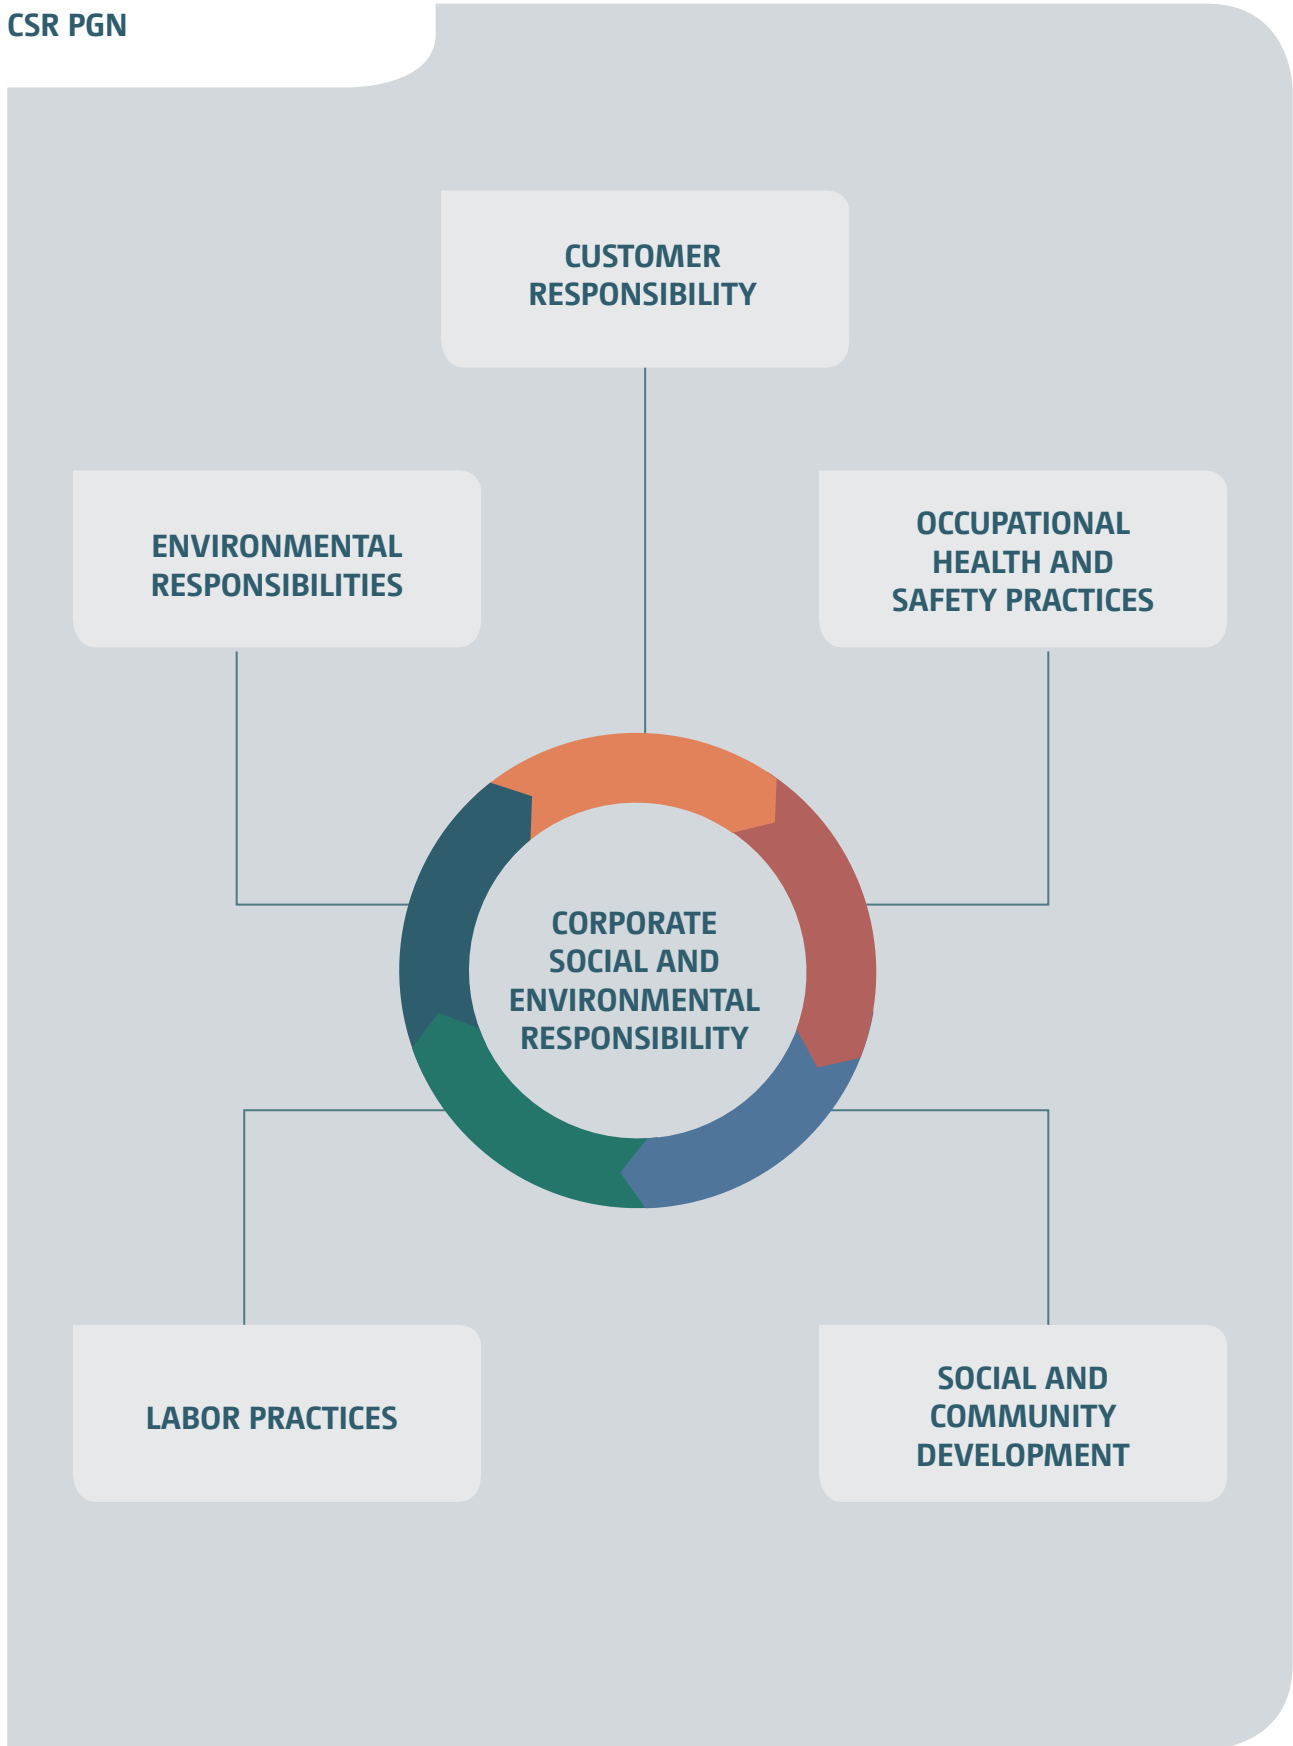 CSR PGN
CUSTOMER
RESPONSIBILITY
ENVIRONMENTAL
RESPONSIBILITIES
OCCUPATIONAL
HEALTH AND
SAFETY PRACTICES
CORPORATE
SOCIAL AND
ENVIRONMENTAL
RESPONSIBILITY
LABOR PRACTICES
SOCIAL AND
COMMUNITY
DEVELOPMENT